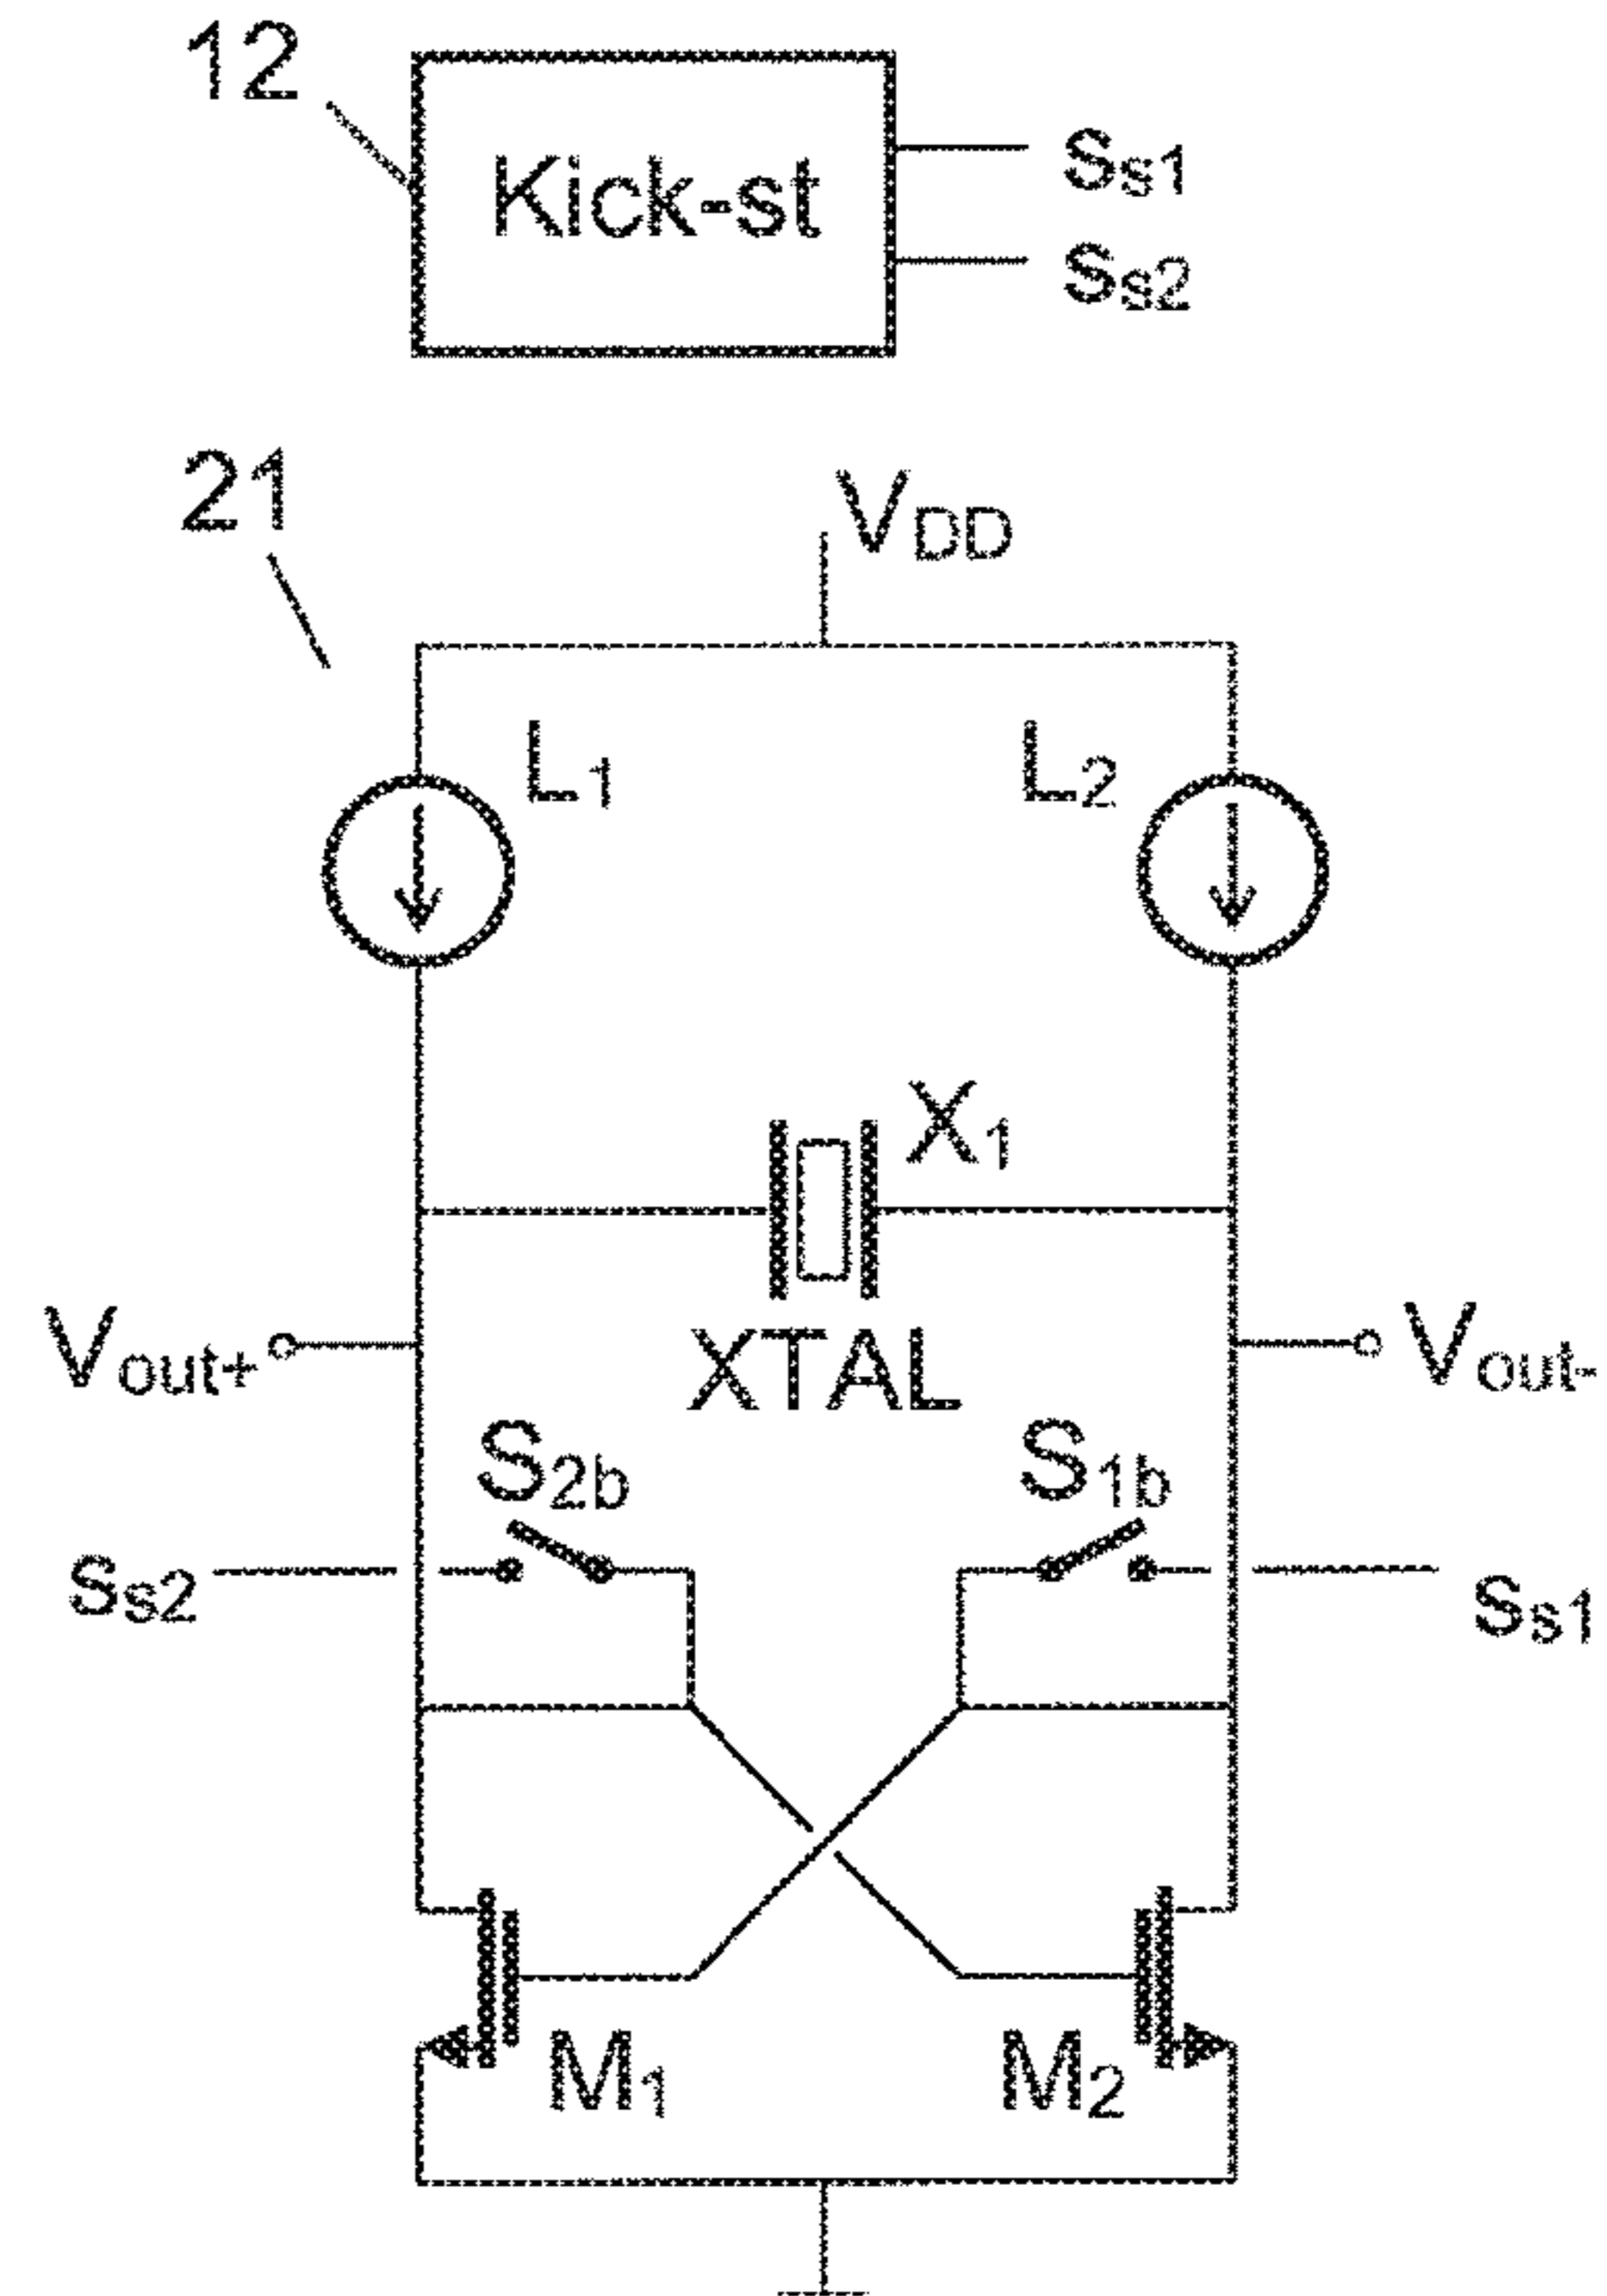 12
Kick-st
ss1
ss2
21
VDD
L1
L2
X1
Vout+
XTAL
Vout-
S2b
S1b
ss2
ss1
M1
M2